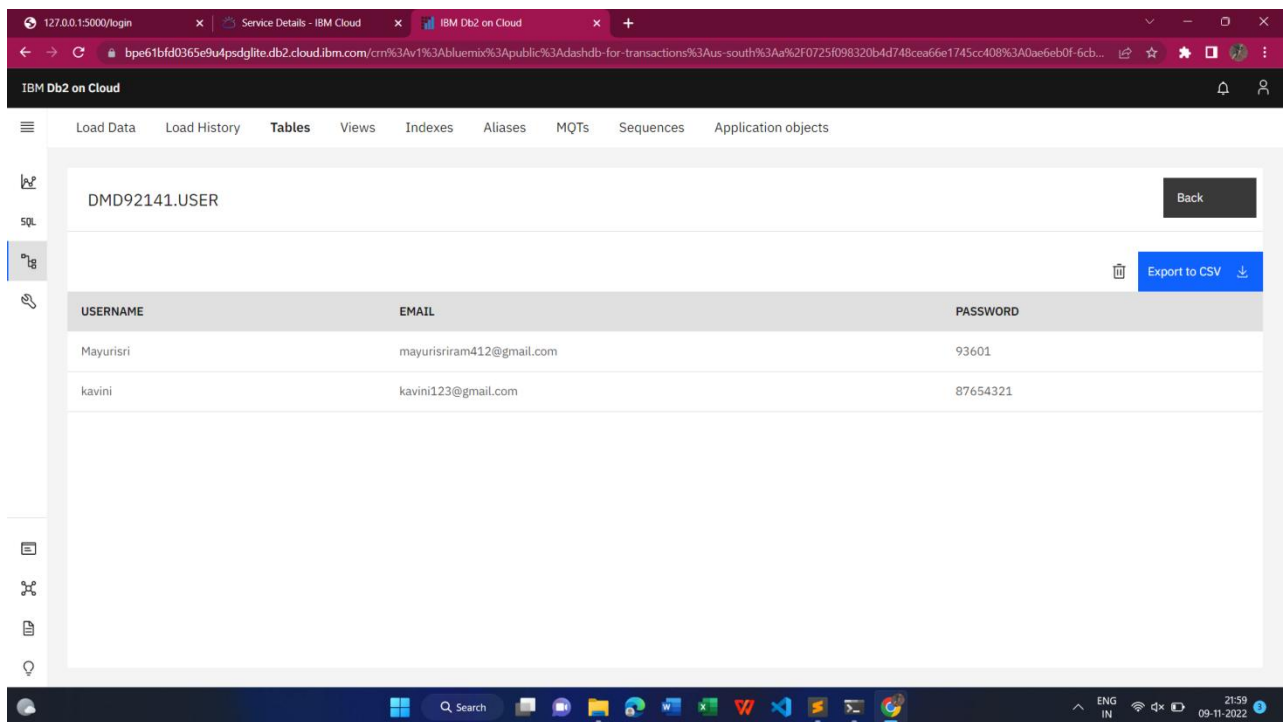 127.0.0.1:5000/login
Service Details - IBM Cloud
IBM Db2 on Cloud
bpe61bfd0365e9u4psdglite.db2.cloud.ibm.com/crn%3Av1%3Abluemix%3Apublic%3Adashdb-for-transactions%3Aus-south%3Aa%2F0725f098320b4d748cea66e1745cc408%3A0ae6eb0f-6cb...
IBM Db2 on Cloud
Load Data Load History Tables Views Indexes Aliases MQTs Sequences Application objects
DMD92141.USER
Back
SQL
Export to CSV
USERNAME EMAIL PASSWORD
Mayurisri mayurisriram412@gmail.com 93601
kavini kavini123@gmail.com 87654321
Search
ENG
IN
21:59
09-11-2022
3